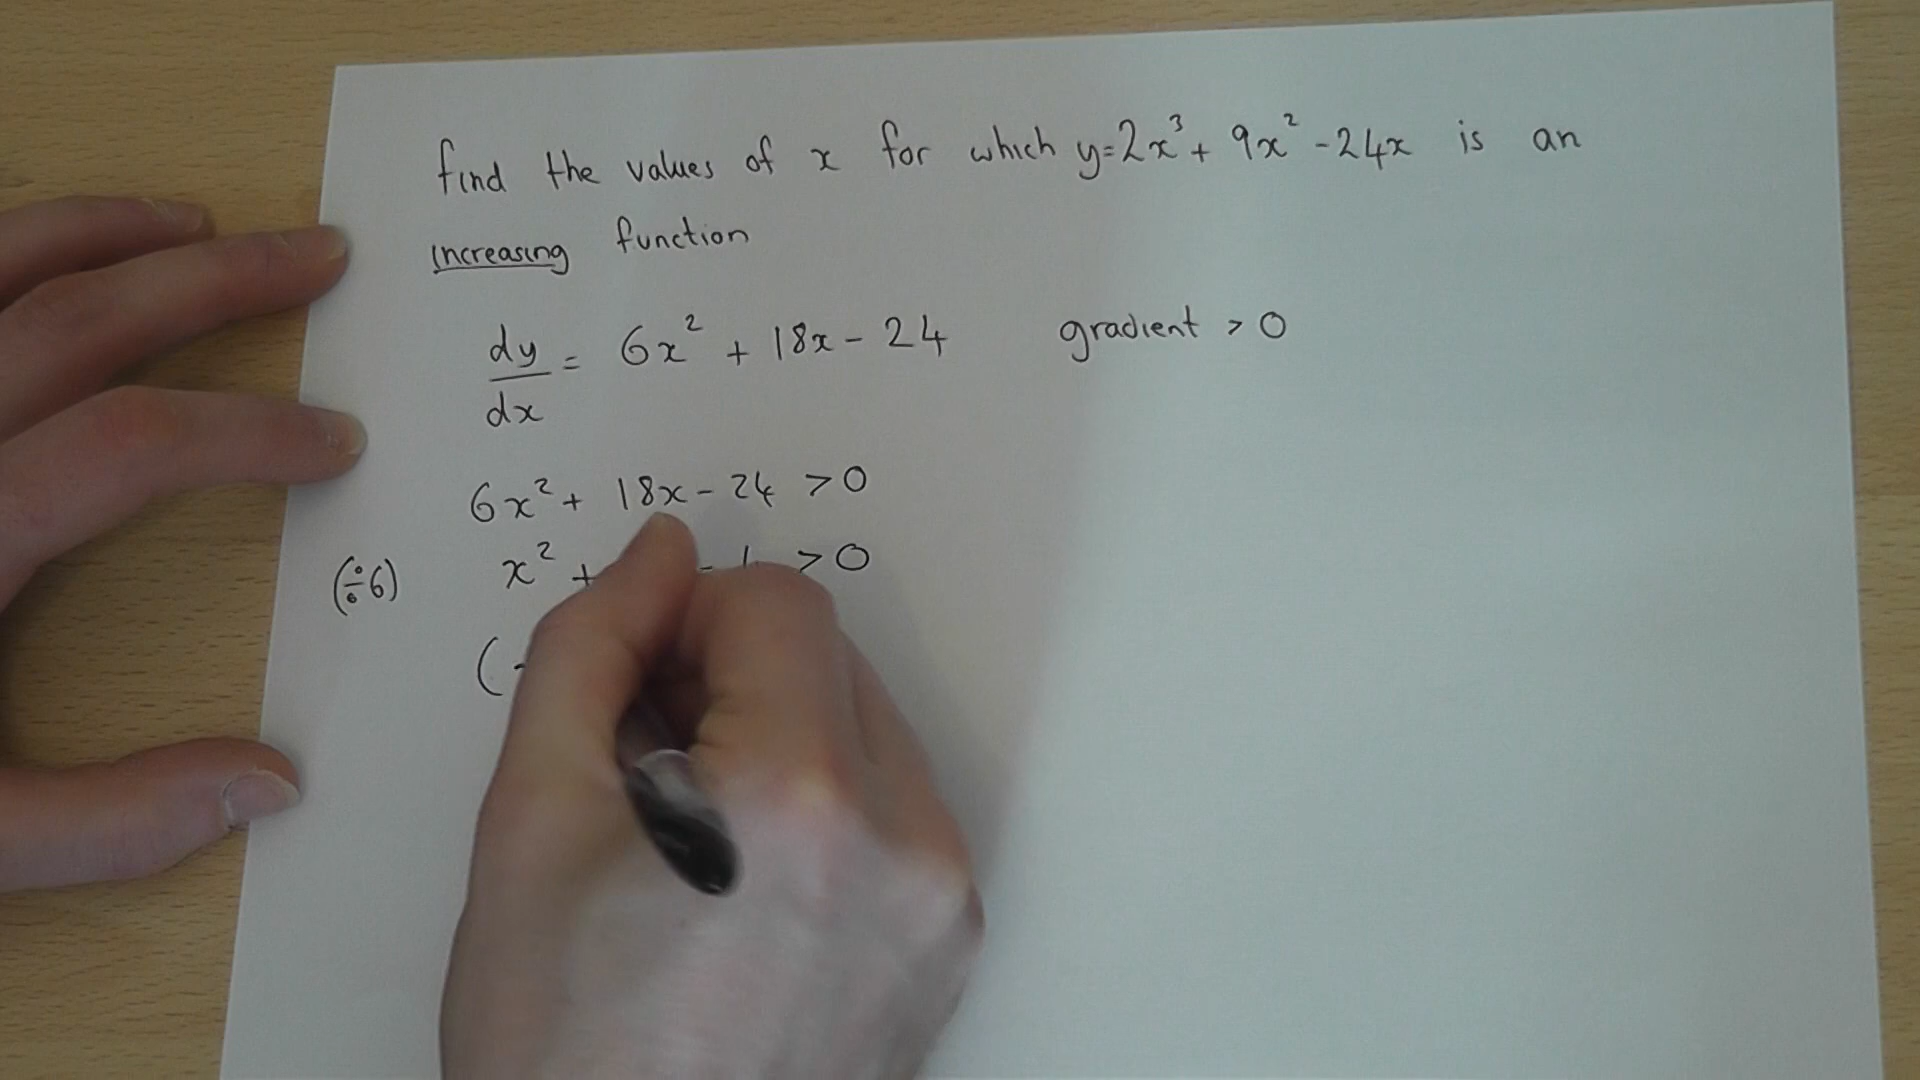 find the values of x for which y=2x³+ 9x² -24x is an
increasing function
dy/dx = 6x² + 18x - 24 gradient > 0
6x² + 18x - 24 > 0
(÷6) x² + - > 0
(